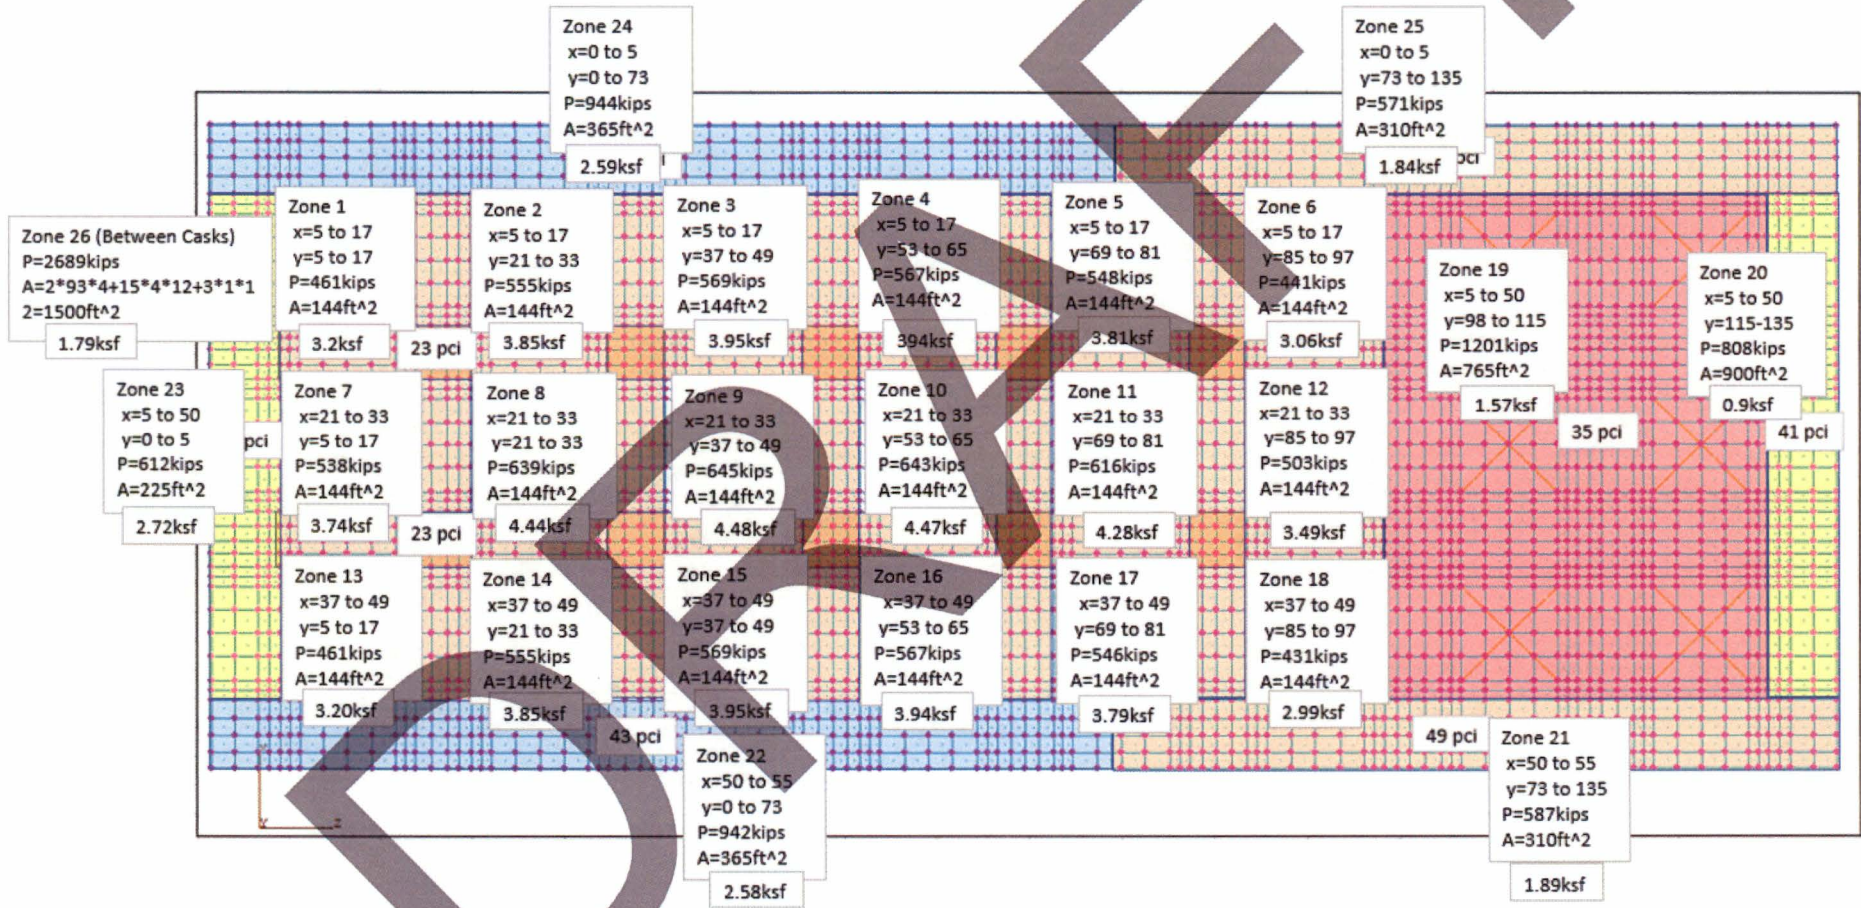 Zone 24
x=0 to 5
y=0 to 73
P=944kips
A=365ft^2
2.59ksf
Zone 25
x=0 to 5
y=73 to 135
P=571kips
A=310ft^2
1.84ksf
pci
Zone 26 (Between Casks)
P=2689kips
A=2*93*4+15*4*12+3*1*1
2=1500ft^2
1.79ksf
Zone 1
x=5 to 17
y=5 to 17
P=461kips
A=144ft^2
3.2ksf
23 pci
Zone 2
x=5 to 17
y=21 to 33
P=555kips
A=144ft^2
3.85ksf
Zone 3
x=5 to 17
y=37 to 49
P=569kips
A=144ft^2
3.95ksf
Zone 4
x=5 to 17
y=53 to 65
P=567kips
A=144ft^2
394ksf
Zone 5
x=5 to 17
y=69 to 81
P=548kips
A=144ft^2
3.81ksf
Zone 6
x=5 to 17
y=85 to 97
P=441kips
A=144ft^2
3.06ksf
Zone 19
x=5 to 50
y=98 to 115
P=1201kips
A=765ft^2
1.57ksf
35 pci
Zone 20
x=5 to 50
y=115-135
P=808kips
A=900ft^2
0.9ksf
41 pci
Zone 23
x=5 to 50
y=0 to 5
P=612kips
A=225ft^2
2.72ksf
pci
Zone 7
x=21 to 33
y=5 to 17
P=538kips
A=144ft^2
3.74ksf
23 pci
Zone 8
x=21 to 33
y=21 to 33
P=639kips
A=144ft^2
4.44ksf
Zone 9
x=21 to 33
y=37 to 49
P=645kips
A=144ft^2
4.48ksf
Zone 10
x=21 to 33
y=53 to 65
P=643kips
A=144ft^2
4.47ksf
Zone 11
x=21 to 33
y=69 to 81
P=616kips
A=144ft^2
4.28ksf
Zone 12
x=21 to 33
y=85 to 97
P=503kips
A=144ft^2
3.49ksf
Zone 13
x=37 to 49
y=5 to 17
P=461kips
A=144ft^2
3.20ksf
Zone 14
x=37 to 49
y=21 to 33
P=555kips
A=144ft^2
3.85ksf
Zone 15
x=37 to 49
y=37 to 49
P=569kips
A=144ft^2
3.95ksf
Zone 16
x=37 to 49
y=53 to 65
P=567kips
A=144ft^2
3.94ksf
Zone 17
x=37 to 49
y=69 to 81
P=546kips
A=144ft^2
3.79ksf
Zone 18
x=37 to 49
y=85 to 97
P=431kips
A=144ft^2
2.99ksf
43 pci
Zone 22
x=50 to 55
y=0 to 73
P=942kips
A=365ft^2
2.58ksf
49 pci
Zone 21
x=50 to 55
y=73 to 135
P=587kips
A=310ft^2
1.89ksf
DRAF